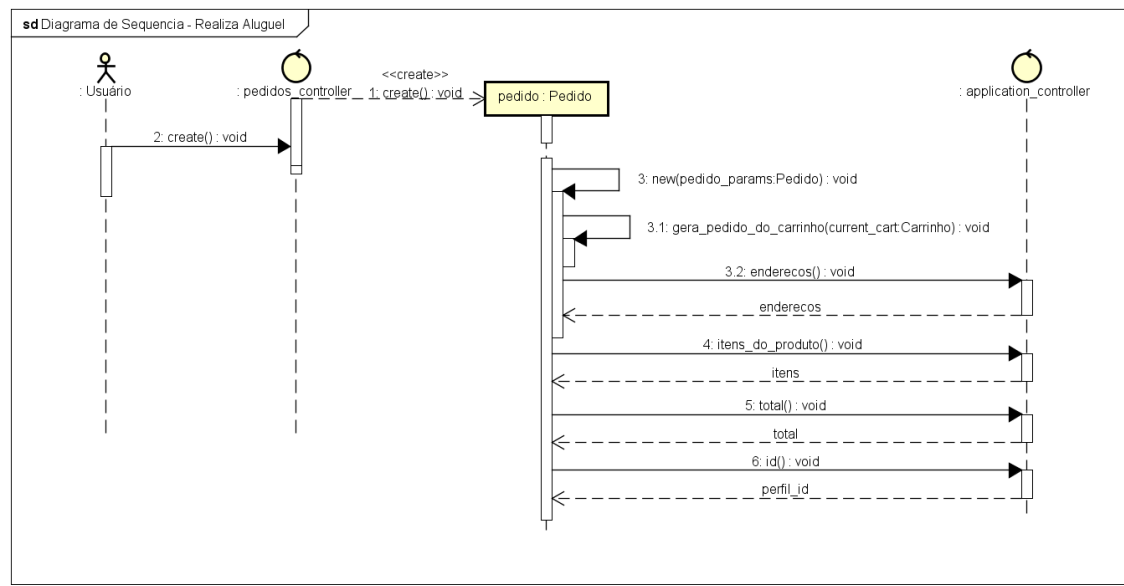 sd Diagrama de Sequencia - Realiza Aluguel
: Usuário
: pedidos_controller
<<create>>
1: create() : void
pedido : Pedido
: application_controller
2: create() : void
3: new(pedido_params:Pedido) : void
3.1: gera_pedido_do_carrinho(current_cart:Carrinho) : void
3.2: enderecos() : void
enderecos
4: itens_do_produto() : void
itens
5: total() : void
total
6: id() : void
perfil_id